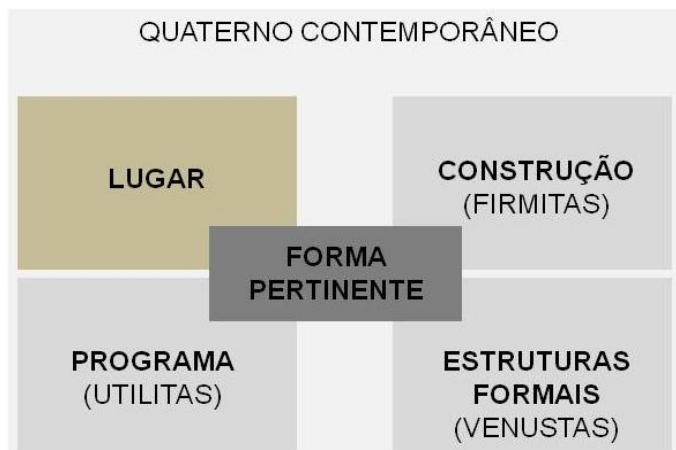 QUATERNO CONTEMPORÂNEO
LUGAR
CONSTRUÇÃO
(FIRMITAS)
FORMA
PERTINENTE
PROGRAMA
(UTILITAS)
ESTRUTURAS
FORMAIS
(VENUSTAS)